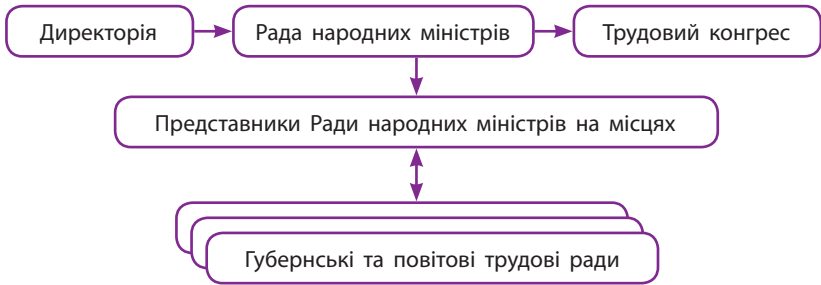 Директорія
Рада народних міністрів
Трудовий конгрес
Представники Ради народних міністрів на місцях
Губернські та повітові трудові ради